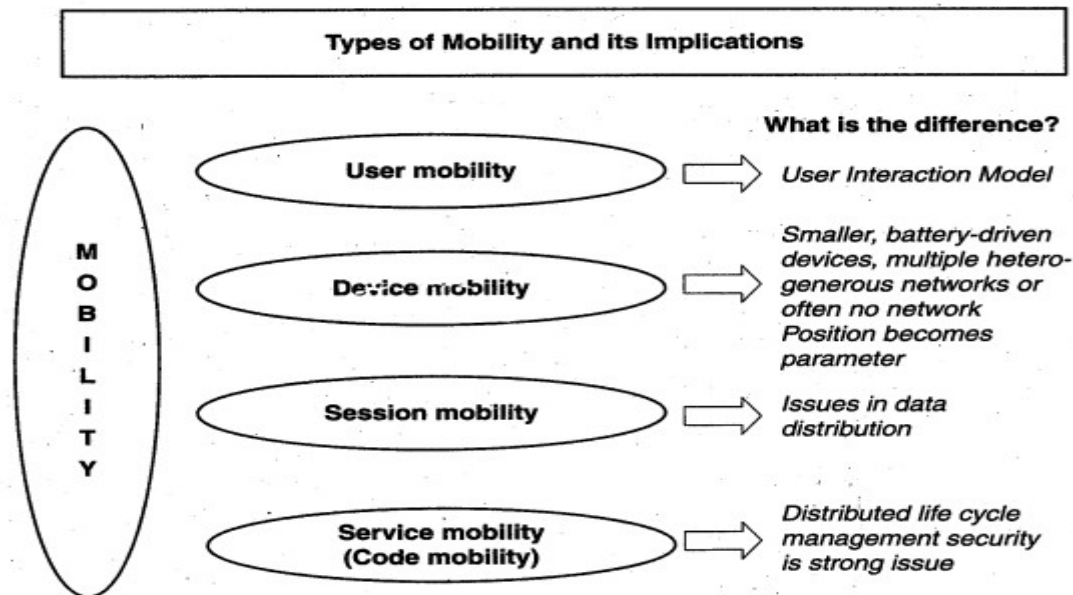 Types of Mobility and its Implications
What is the difference?
MOBILITY
User mobility
User Interaction Model
Device mobility
Smaller, battery-driven
devices, multiple hetero-
generous networks or
often no network
Position becomes
parameter
Session mobility
Issues in data
distribution
Service mobility
(Code mobility)
Distributed life cycle
management security
is strong issue